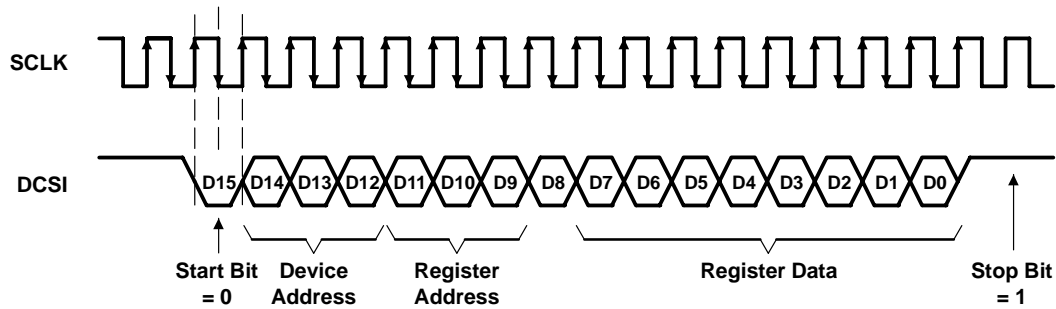 SCLK
DCSI
D15 D14 D13 D12 D11 D10 D9 D8 D7 D6 D5 D4 D3 D2 D1 D0
Start Bit
= 0
Device
Address
Register
Address
Register Data
Stop Bit
= 1